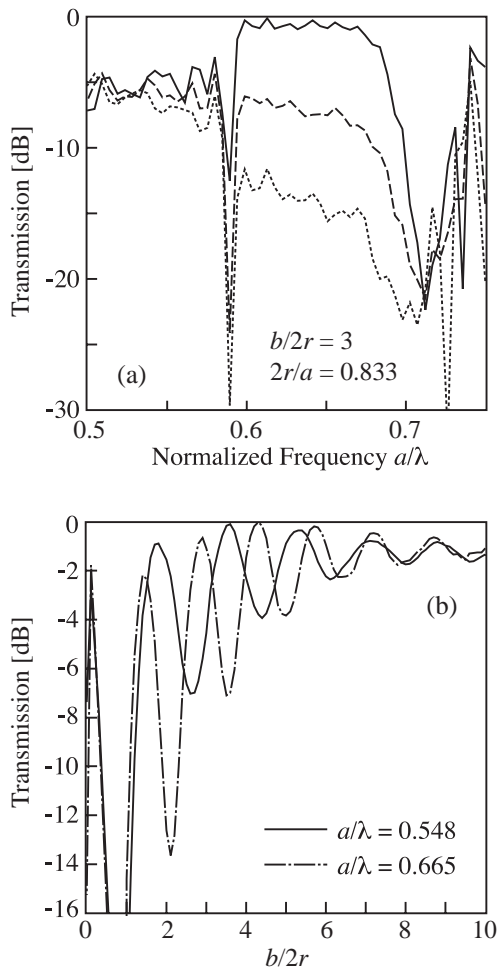 0
-10
-20
-30
Transmission [dB]
b/2r = 3
2r/a = 0.833
(a)
0.5
0.6
0.7
Normalized Frequency a/λ
0
-2
-4
-6
-8
-10
-12
-14
-16
Transmission [dB]
(b)
a/λ = 0.548
a/λ = 0.665
0
2
4
6
8
10
b/2r